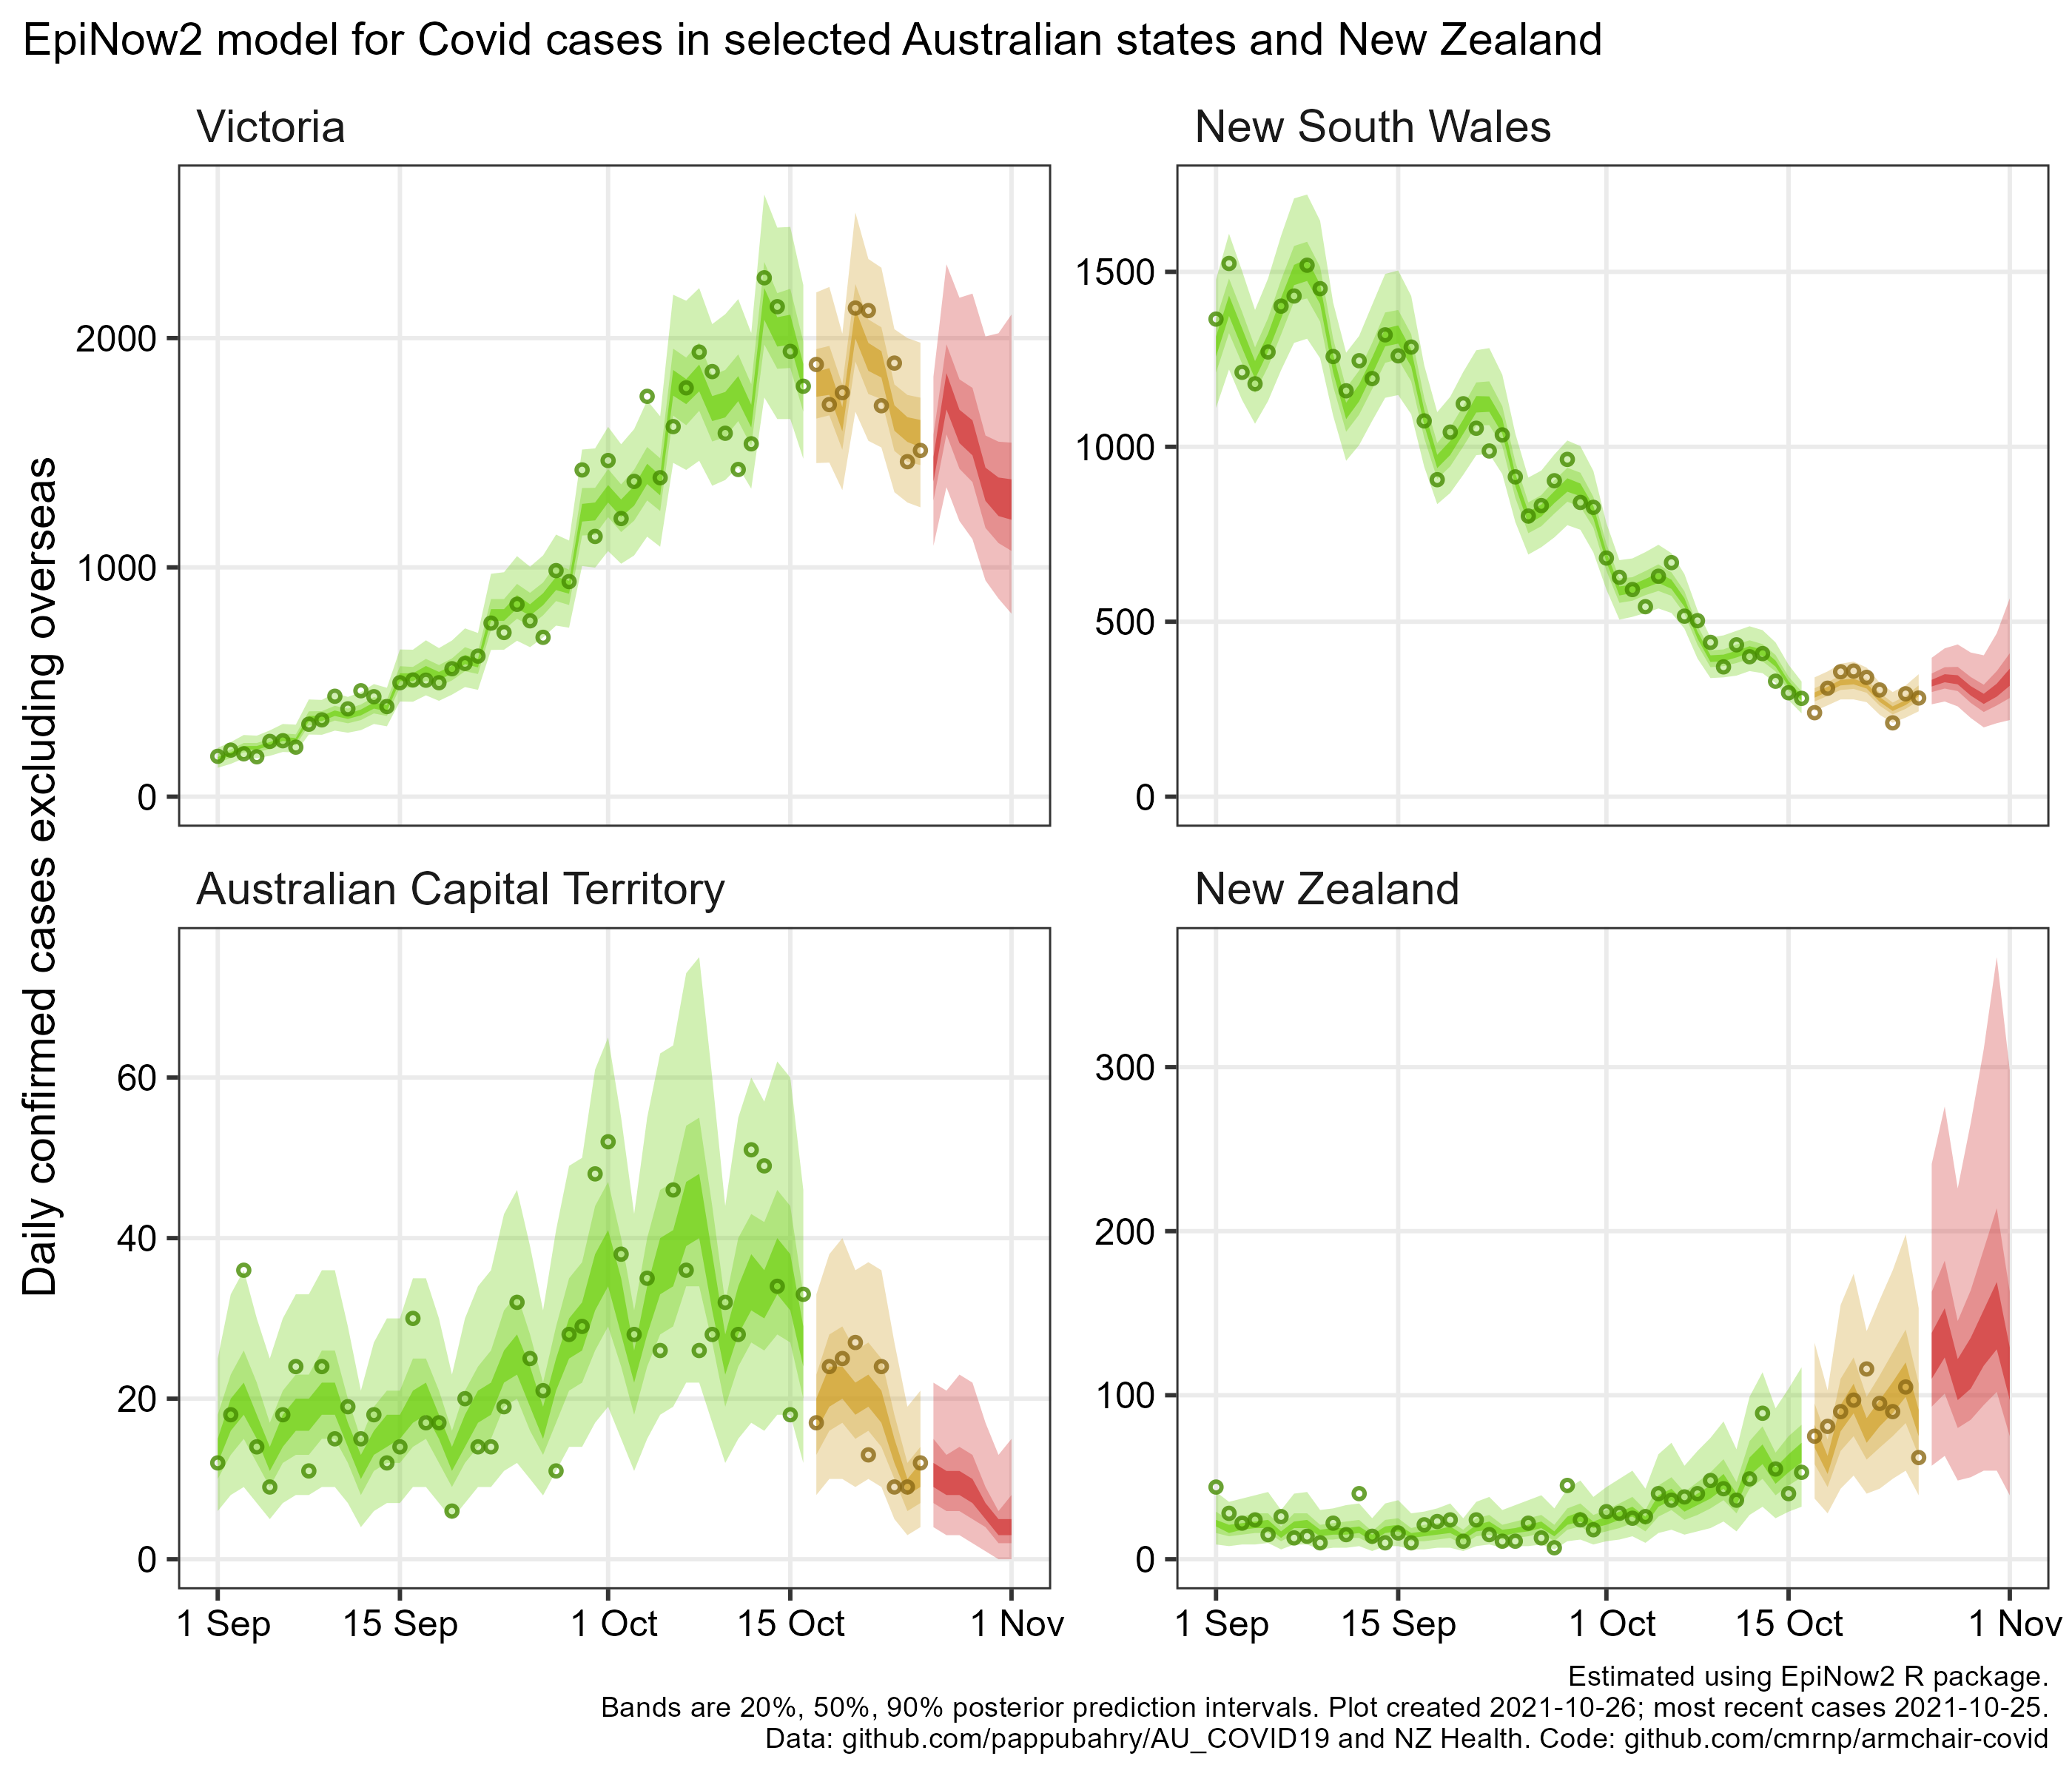 EpiNow2 model for Covid cases in selected Australian states and New Zealand
Daily confirmed cases excluding overseas
Victoria
2000
1000
0
New South Wales
1500
1000
500
0
Australian Capital Territory
60
40
20
0
1 Sep
15 Sep
1 Oct
15 Oct
1 Nov
New Zealand
300
200
100
0
1 Sep
15 Sep
1 Oct
15 Oct
1 Nov
Estimated using EpiNow2 R package.
Bands are 20%, 50%, 90% posterior prediction intervals. Plot created 2021-10-26; most recent cases 2021-10-25.
Data: github.com/pappubahry/AU_COVID19 and NZ Health. Code: github.com/cmrnp/armchair-covid